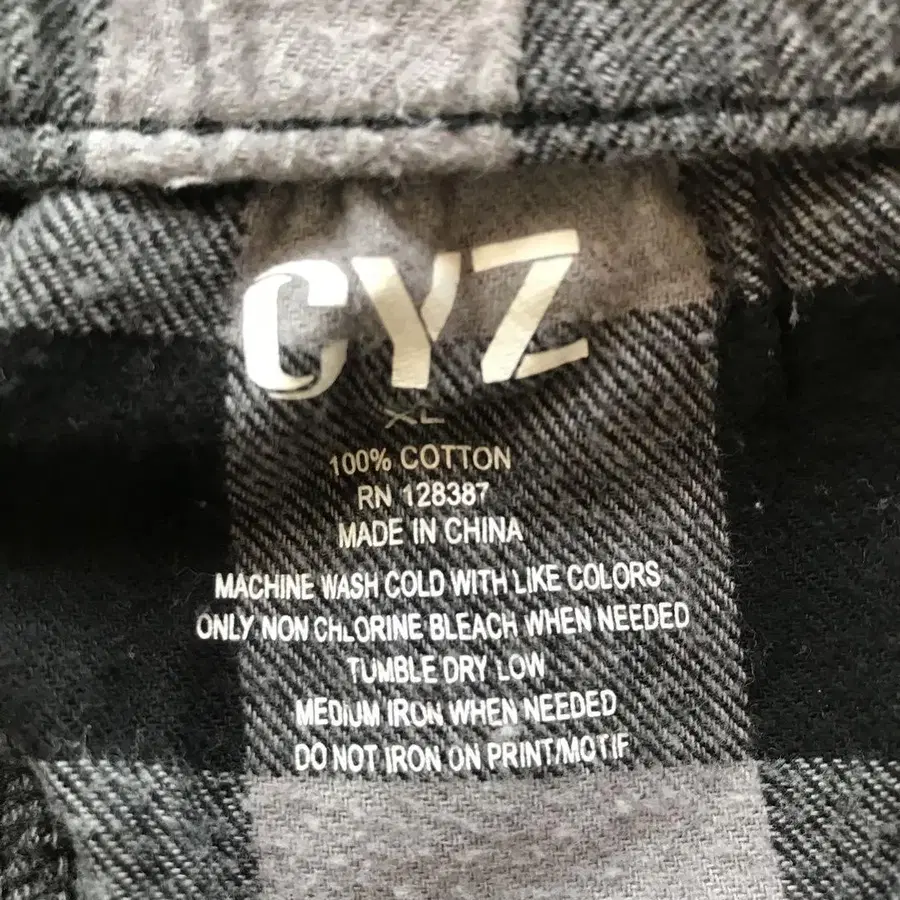 CYZ
XL
100% COTTON
RN 128387
MADE IN CHINA
MACHINE WASH COLD WITH LIKE COLORS
ONLY NON CHLORINE BLEACH WHEN NEEDED
TUMBLE DRY LOW
MEDIUM IRON WHEN NEEDED
DO NOT IRON ON PRINT/MOTIF